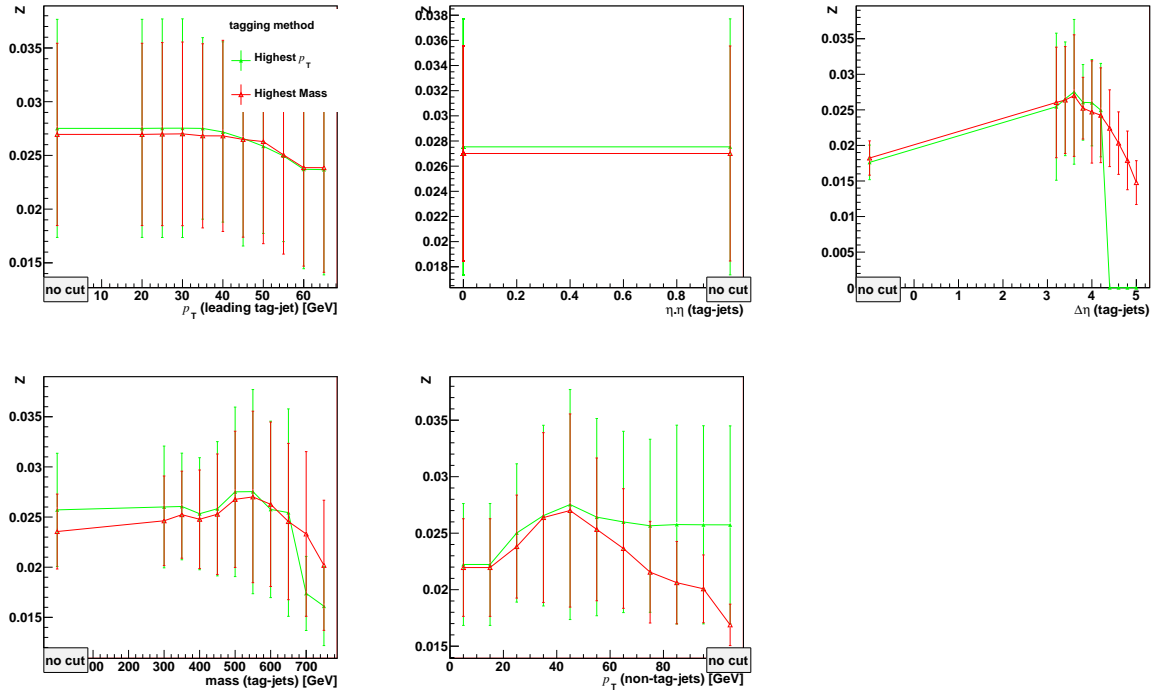 Z
0.035
0.03
0.025
0.02
0.015
tagging method
Highest p_T
Highest Mass
no cut
10 20 30 40 50 60
p_T (leading tag-jet) [GeV]
Z
0.038
0.036
0.034
0.032
0.03
0.028
0.026
0.024
0.022
0.02
0.018
0 0.2 0.4 0.6 0.8
no cut
η.η (tag-jets)
Z
0.035
0.03
0.025
0.02
0.015
0.01
0.005
0
no cut
0 1 2 3 4 5
Δη (tag-jets)
Z
0.035
0.03
0.025
0.02
0.015
no cut
00 200 300 400 500 600 700
mass (tag-jets) [GeV]
Z
0.035
0.03
0.025
0.02
0.015
0 20 40 60 80
no cut
p_T (non-tag-jets) [GeV]